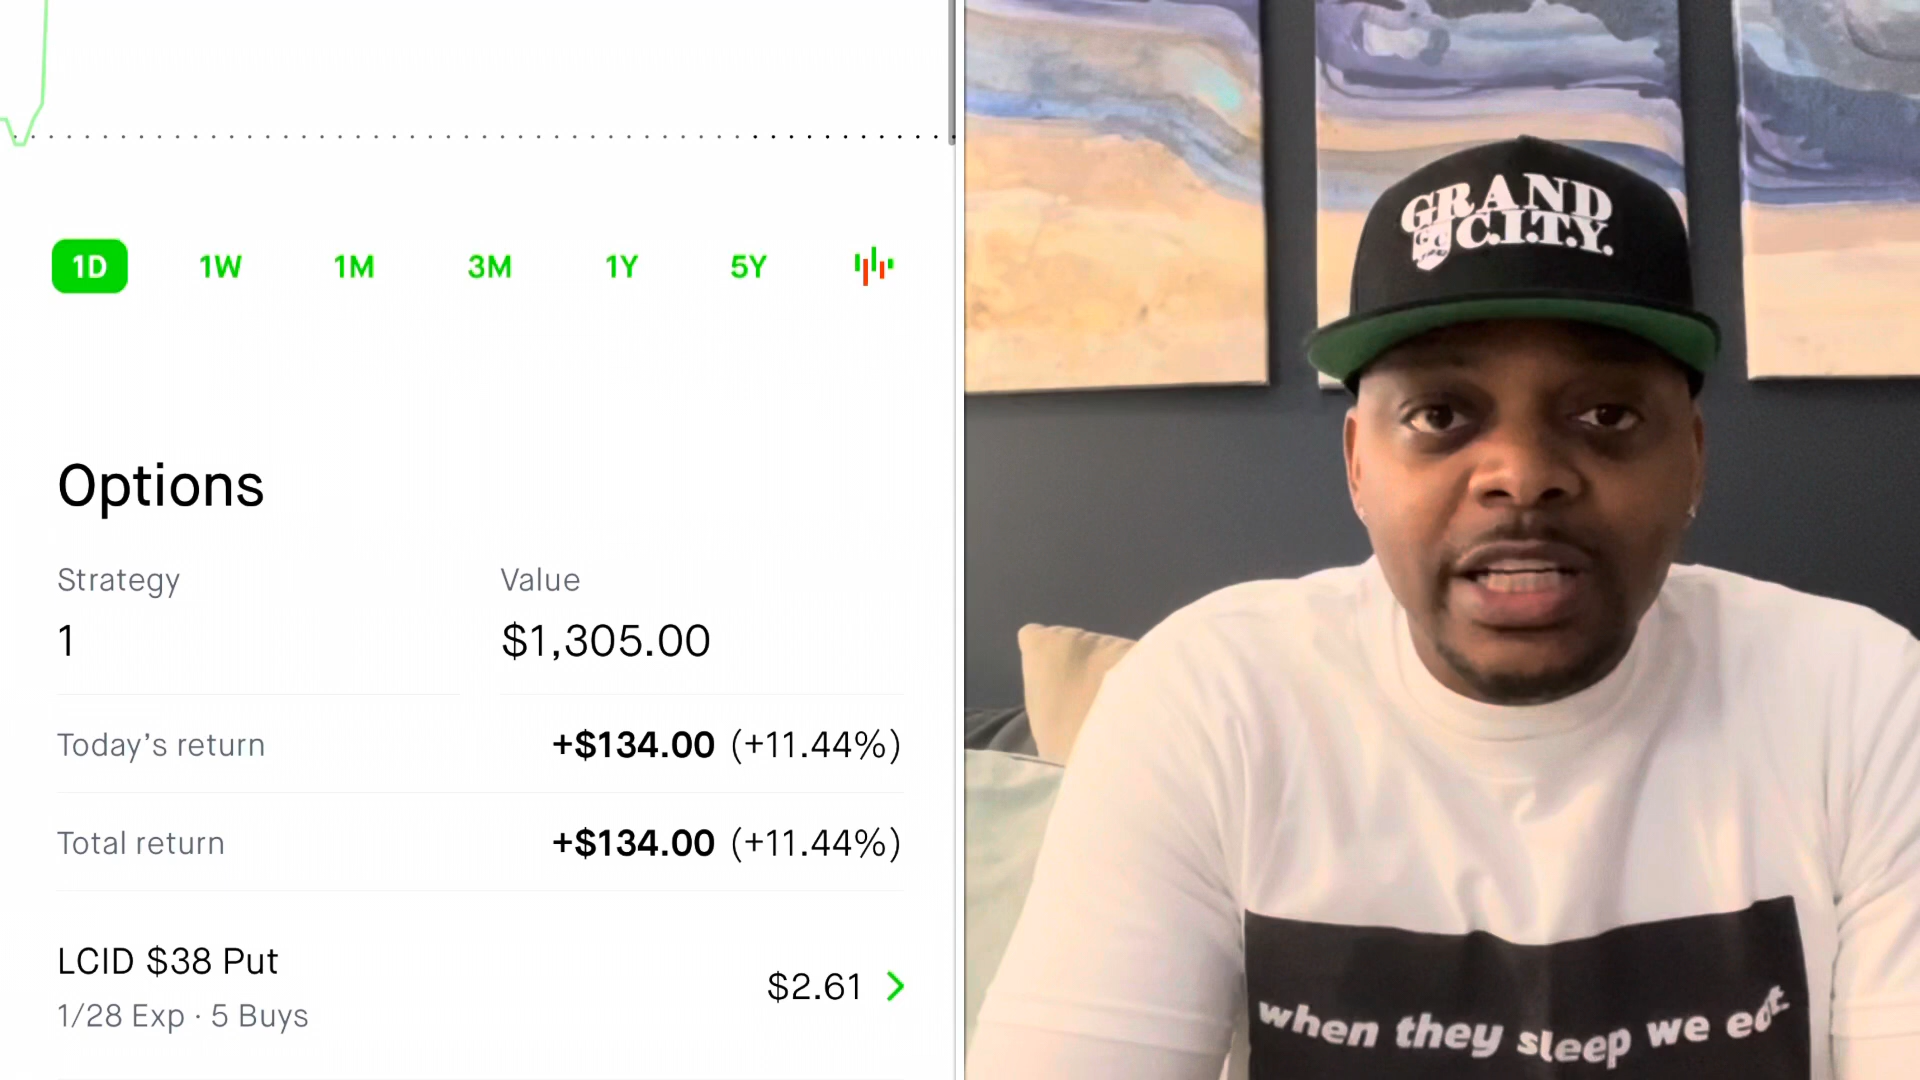 1D 1W 1M 3M 1Y 5Y
Options
Strategy Value
1 $1,305.00
Today's return +$134.00 (+11.44%)
Total return +$134.00 (+11.44%)
LCID $38 Put
$2.61
1/28 Exp · 5 Buys
GRAND
C.I.T.Y.
when they sleep we eat.